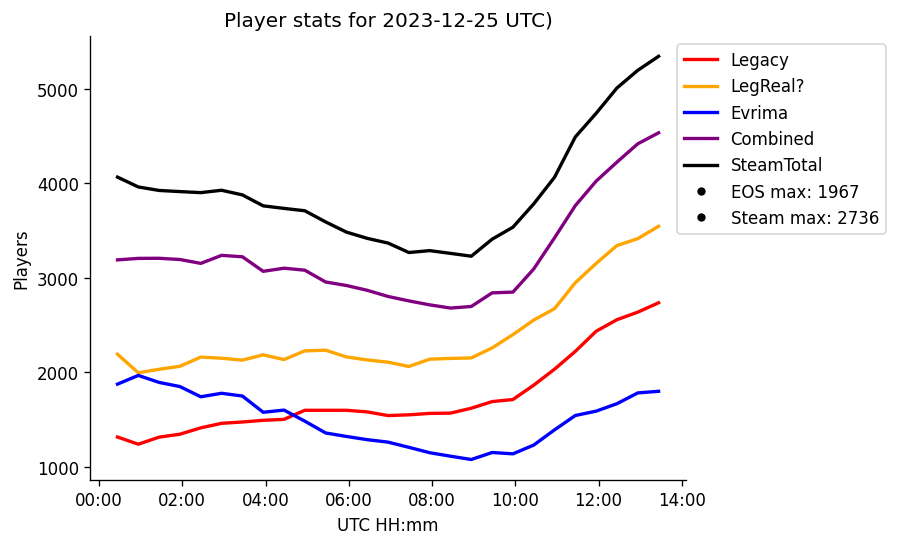 Player stats for 2023-12-25 UTC)
Players
5000
4000
3000
2000
1000
00:00 02:00 04:00 06:00 08:00 10:00 12:00 14:00
UTC HH:mm
Legacy
LegReal?
Evrima
Combined
SteamTotal
EOS max: 1967
Steam max: 2736